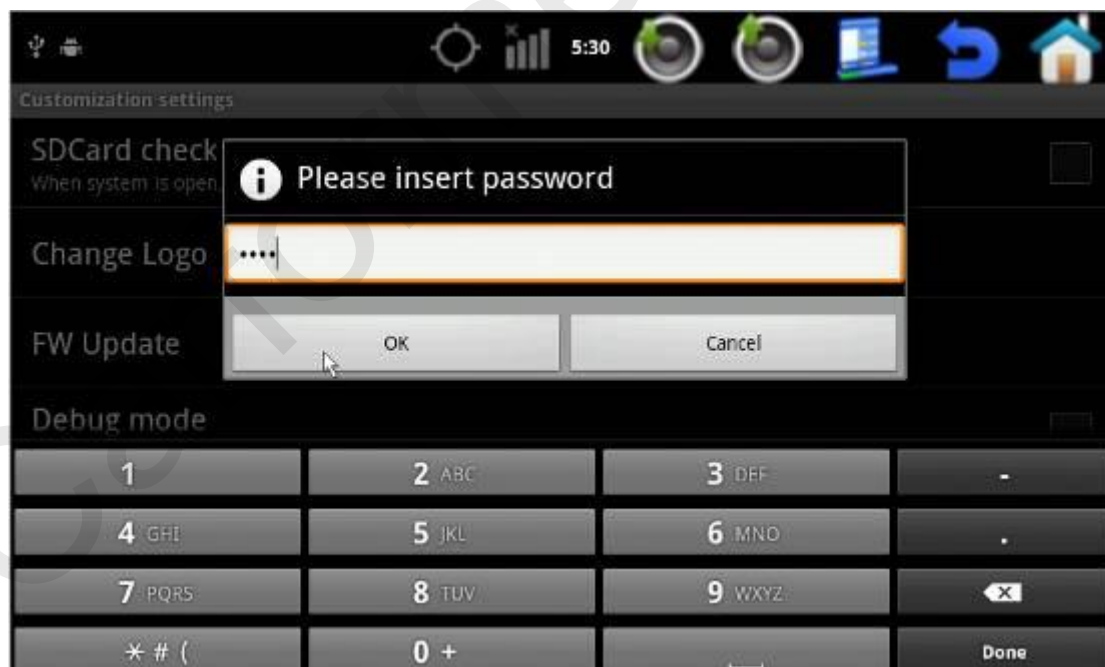 5:30
Customization settings
SDCard check
When system is open,
Please insert password
Change Logo
••••
FW Update
OK Cancel
Debug mode
1 2 ABC 3 DEF -
4 GHI 5 JKL 6 MNO .
7 PQRS 8 TUV 9 WXYZ
* # ( 0 + Done